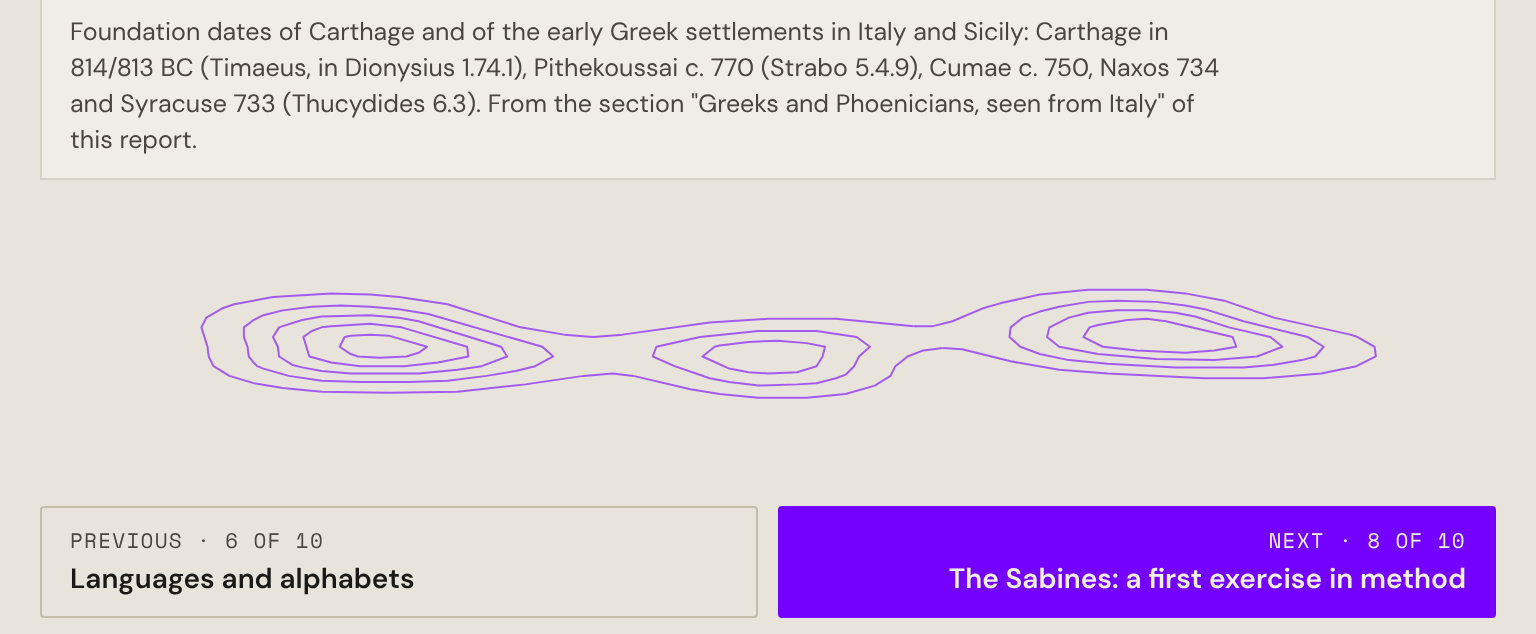 Foundation dates of Carthage and of the early Greek settlements in Italy and Sicily: Carthage in
814/813 BC (Timaeus, in Dionysius 1.74.1), Pithekoussai c. 770 (Strabo 5.4.9), Cumae c. 750, Naxos 734
and Syracuse 733 (Thucydides 6.3). From the section "Greeks and Phoenicians, seen from Italy" of
this report.
PREVIOUS · 6 OF 10
Languages and alphabets
NEXT · 8 OF 10
The Sabines: a first exercise in method